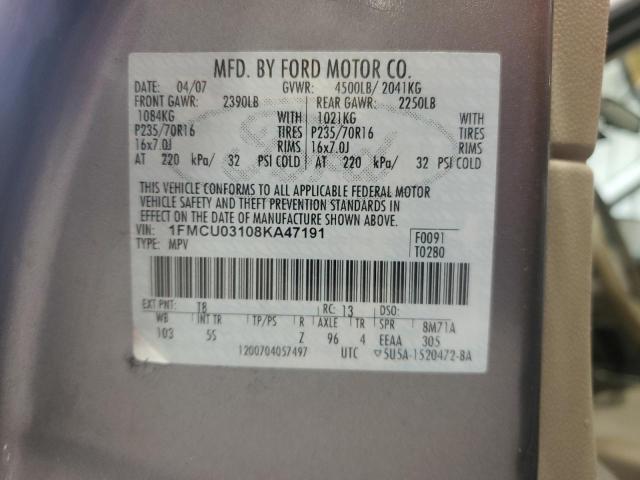 MFD. BY FORD MOTOR CO.
DATE: 04/07 GVWR: 4500LB/ 2041KG
FRONT GAWR: 2390LB REAR GAWR: 2250LB
1084KG WITH 1021KG WITH
P235/70R16 TIRES P235/70R16 TIRES
16x7.0J RIMS 16x7.0J RIMS
AT 220 kPa/ 32 PSI COLD AT 220 kPa/ 32 PSI COLD
THIS VEHICLE CONFORMS TO ALL APPLICABLE FEDERAL MOTOR
VEHICLE SAFETY AND THEFT PREVENTION STANDARDS IN
EFFECT ON THE DATE OF MANUFACTURE SHOWN ABOVE.
VIN: 1FMCU03108KA47191 F0091
TYPE: MPV T0280
EXT PNT: T8 RC: 13 DSO:
WB INT TR TP/PS R AXLE TR SPR 8M71A
103 5S Z 96 4 EEAA 305
1200704057497 UTC ▽5U5A-1520472-BA
Ford